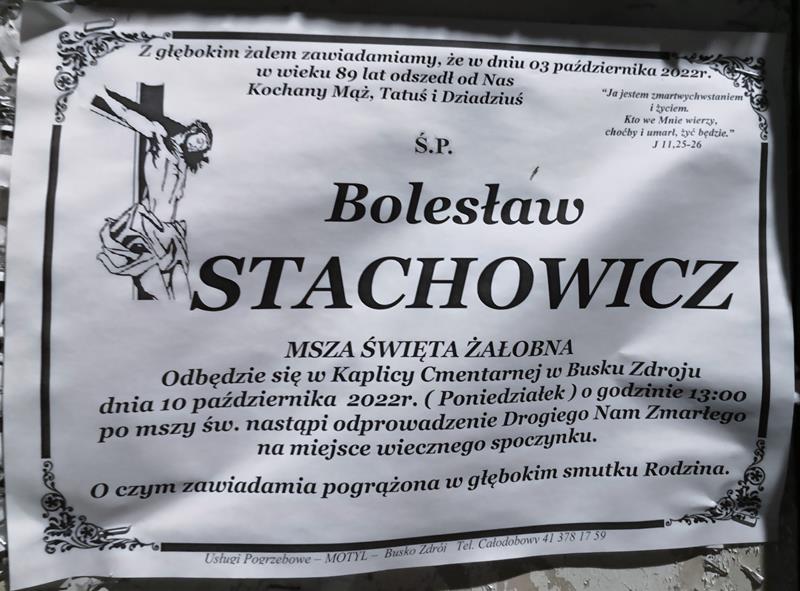 Z głębokim żalem zawiadamiamy, że w dniu 03 października 2022r.
w wieku 89 lat odszedł od Nas
Kochany Mąż, Tatuś i Dziadziuś
"Ja jestem zmartwychwstaniem
i życiem.
Kto we Mnie wierzy,
choćby i umarł, żyć będzie."
J 11,25-26
Ś.P.
Bolesław
STACHOWICZ
MSZA ŚWIĘTA ŻAŁOBNA
Odbędzie się w Kaplicy Cmentarnej w Busku Zdroju
dnia 10 października 2022r. ( Poniedziałek ) o godzinie 13:00
po mszy św. nastąpi odprowadzenie Drogiego Nam Zmarłego
na miejsce wiecznego spoczynku.
O czym zawiadamia pogrążona w głębokim smutku Rodzina.
Usługi Pogrzebowe – MOTYL – Busko Zdrój Tel. Całodobowy 41 378 17 59